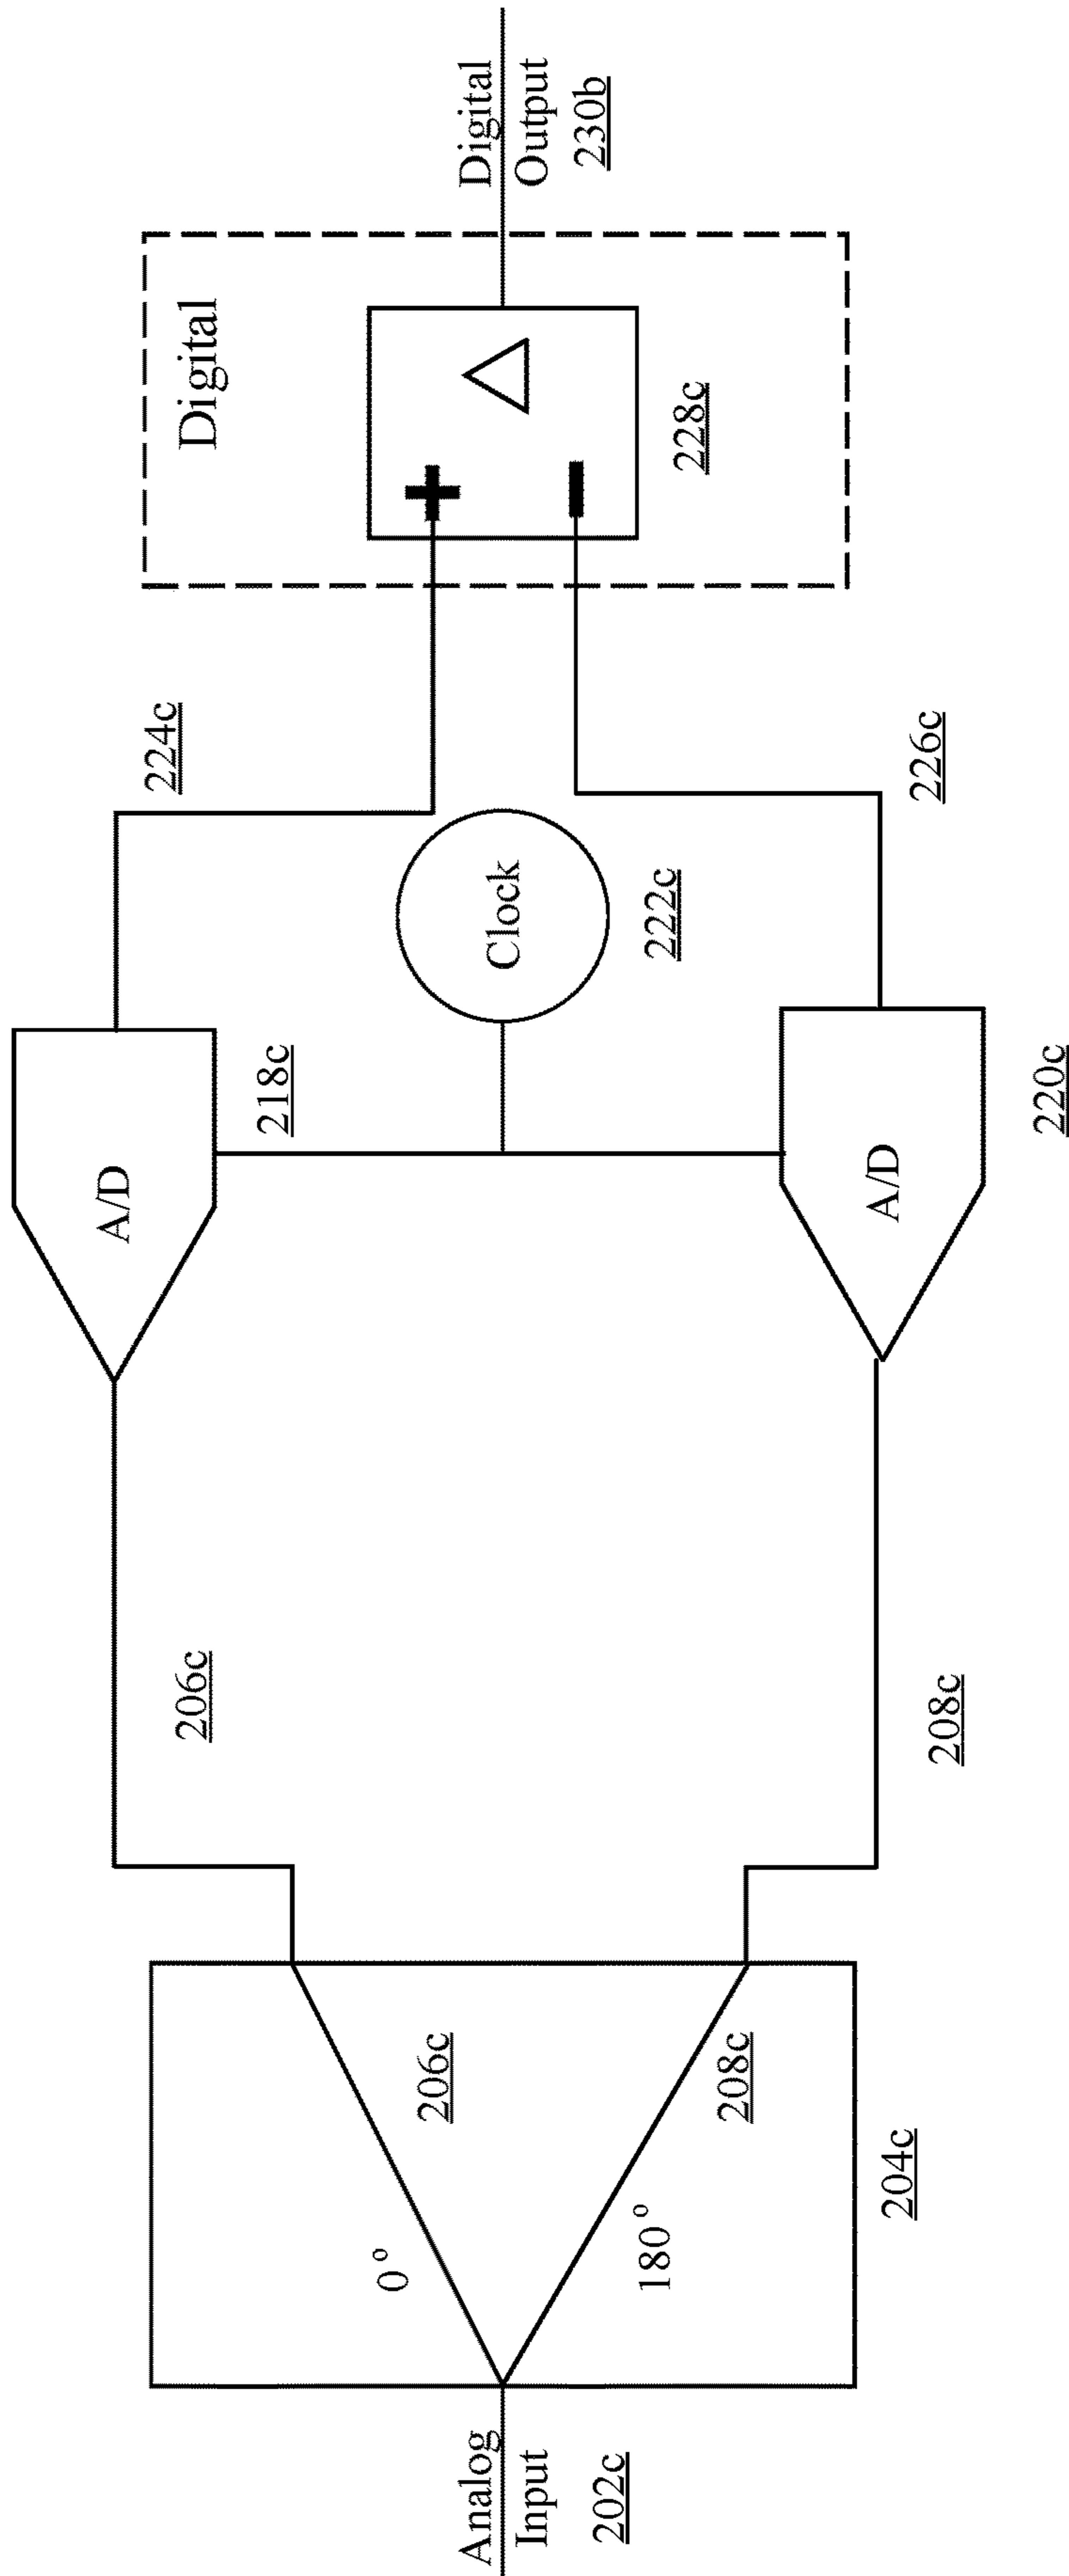 Analog
Input
202c
0°
180°
206c
208c
204c
206c
208c
A/D
218c
A/D
220c
Clock
222c
224c
226c
Digital
+
−
228c
Digital
Output
230b